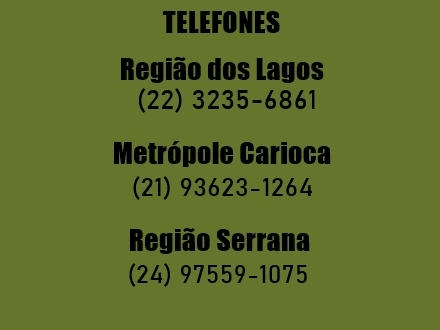 TELEFONES
Região dos Lagos
(22) 3235-6861
Metrópole Carioca
(21) 93623-1264
Região Serrana
(24) 97559-1075